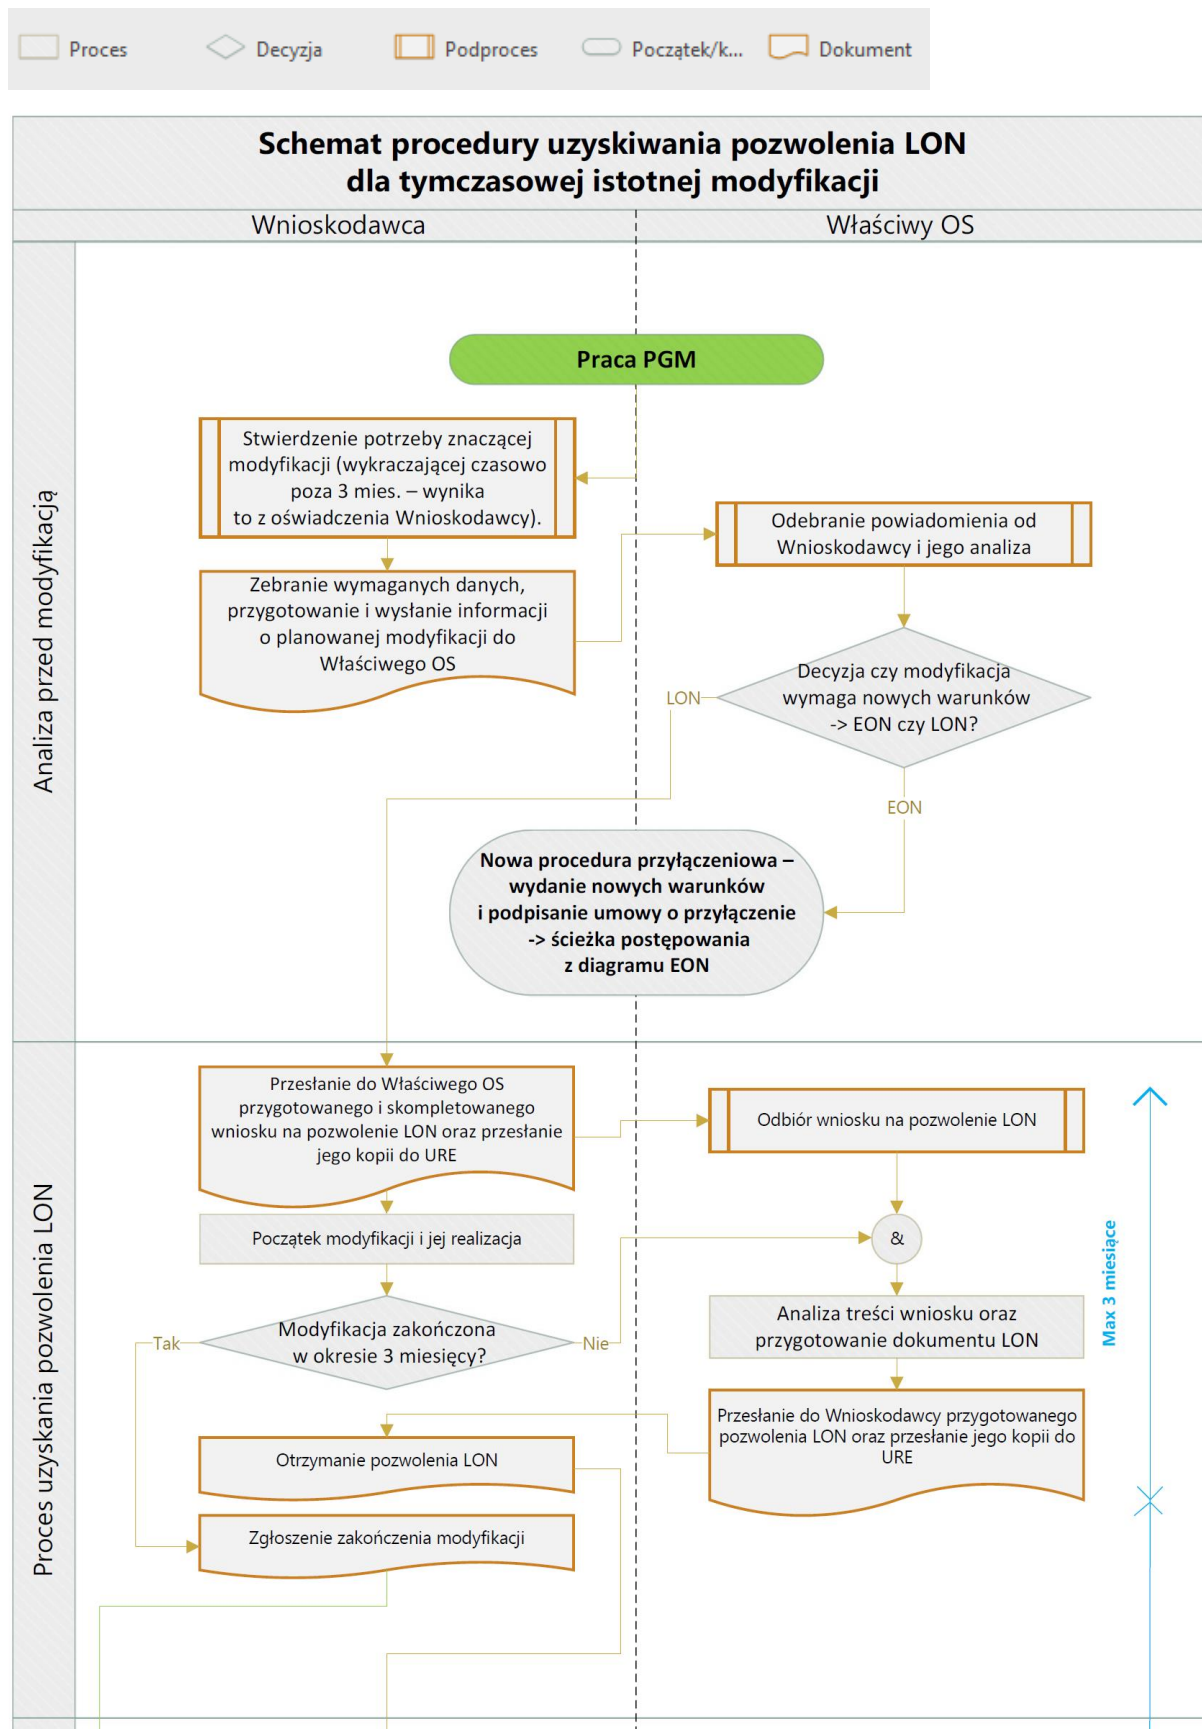 Proces
Decyzja
Podproces
Początek/k...
Dokument
Schemat procedury uzyskiwania pozwolenia LON
dla tymczasowej istotnej modyfikacji
Wnioskodawca
Właściwy OS
Analiza przed modyfikacją
Praca PGM
Stwierdzenie potrzeby znaczącej
modyfikacji (wykraczającej czasowo
poza 3 mies. – wynika
to z oświadczenia Wnioskodawcy).
Odebranie powiadomienia od
Wnioskodawcy i jego analiza
Zebranie wymaganych danych,
przygotowanie i wysłanie informacji
o planowanej modyfikacji do
Właściwego OS
Decyzja czy modyfikacja
wymaga nowych warunków
-> EON czy LON?
LON
EON
Nowa procedura przyłączeniowa –
wydanie nowych warunków
i podpisanie umowy o przyłączenie
-> ścieżka postępowania
z diagramu EON
Proces uzyskania pozwolenia LON
Przesłanie do Właściwego OS
przygotowanego i skompletowanego
wniosku na pozwolenie LON oraz przesłanie
jego kopii do URE
Odbiór wniosku na pozwolenie LON
Początek modyfikacji i jej realizacja
&
Max 3 miesiące
Modyfikacja zakończona
w okresie 3 miesięcy?
Tak
Nie
Analiza treści wniosku oraz
przygotowanie dokumentu LON
Przesłanie do Wnioskodawcy przygotowanego
pozwolenia LON oraz przesłanie jego kopii do
URE
Otrzymanie pozwolenia LON
Zgłoszenie zakończenia modyfikacji